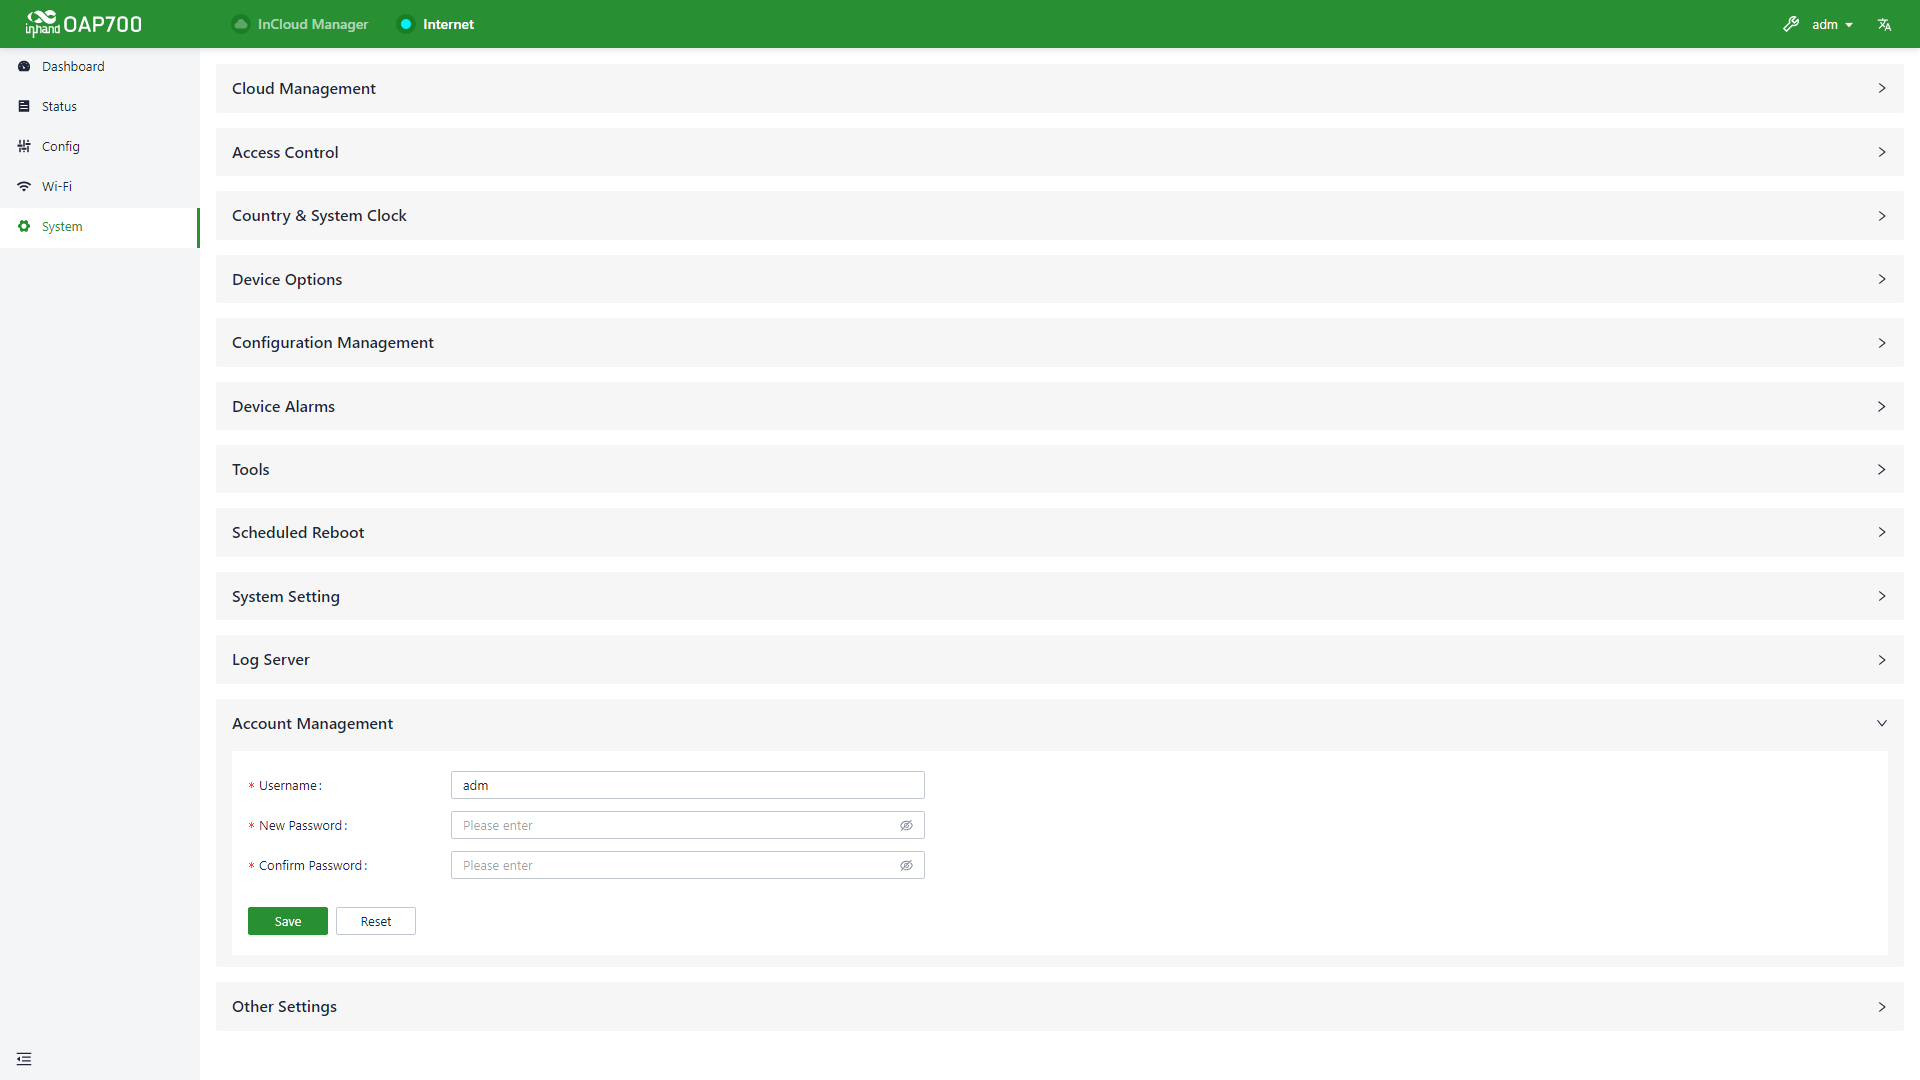 inhand OAP700
InCloud Manager
Internet
adm
Dashboard
Status
Config
Wi-Fi
System
Cloud Management
Access Control
Country & System Clock
Device Options
Configuration Management
Device Alarms
Tools
Scheduled Reboot
System Setting
Log Server
Account Management
* Username:
adm
* New Password:
Please enter
* Confirm Password:
Please enter
Save
Reset
Other Settings